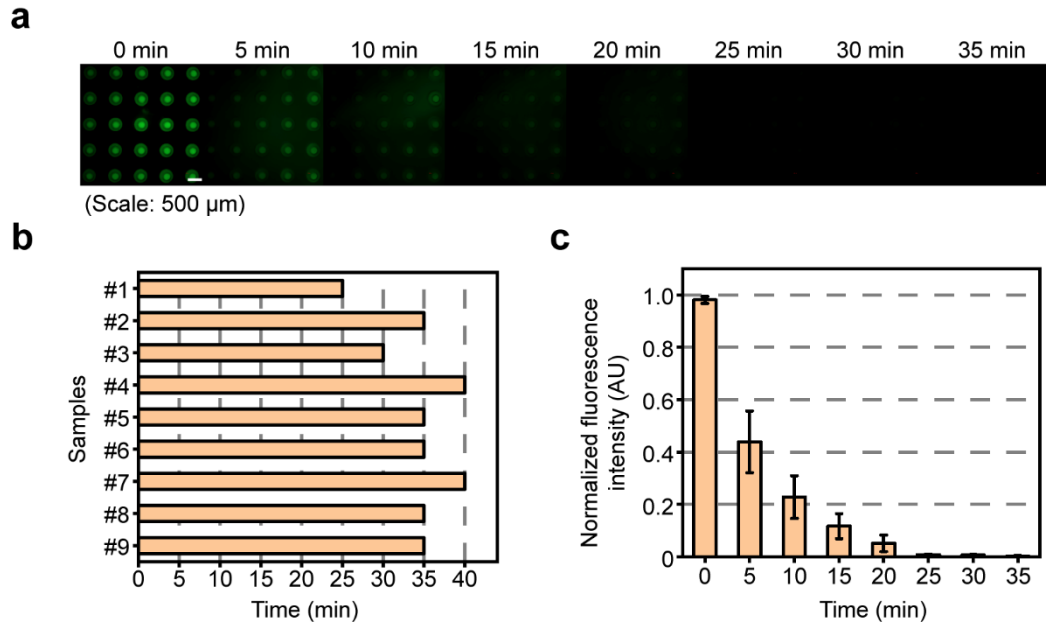 a
0 min 5 min 10 min 15 min 20 min 25 min 30 min 35 min
(Scale: 500 µm)
b
Samples
#1
#2
#3
#4
#5
#6
#7
#8
#9
0 5 10 15 20 25 30 35 40
Time (min)
c
Normalized fluorescence
intensity (AU)
1.0
0.8
0.6
0.4
0.2
0
0 5 10 15 20 25 30 35
Time (min)